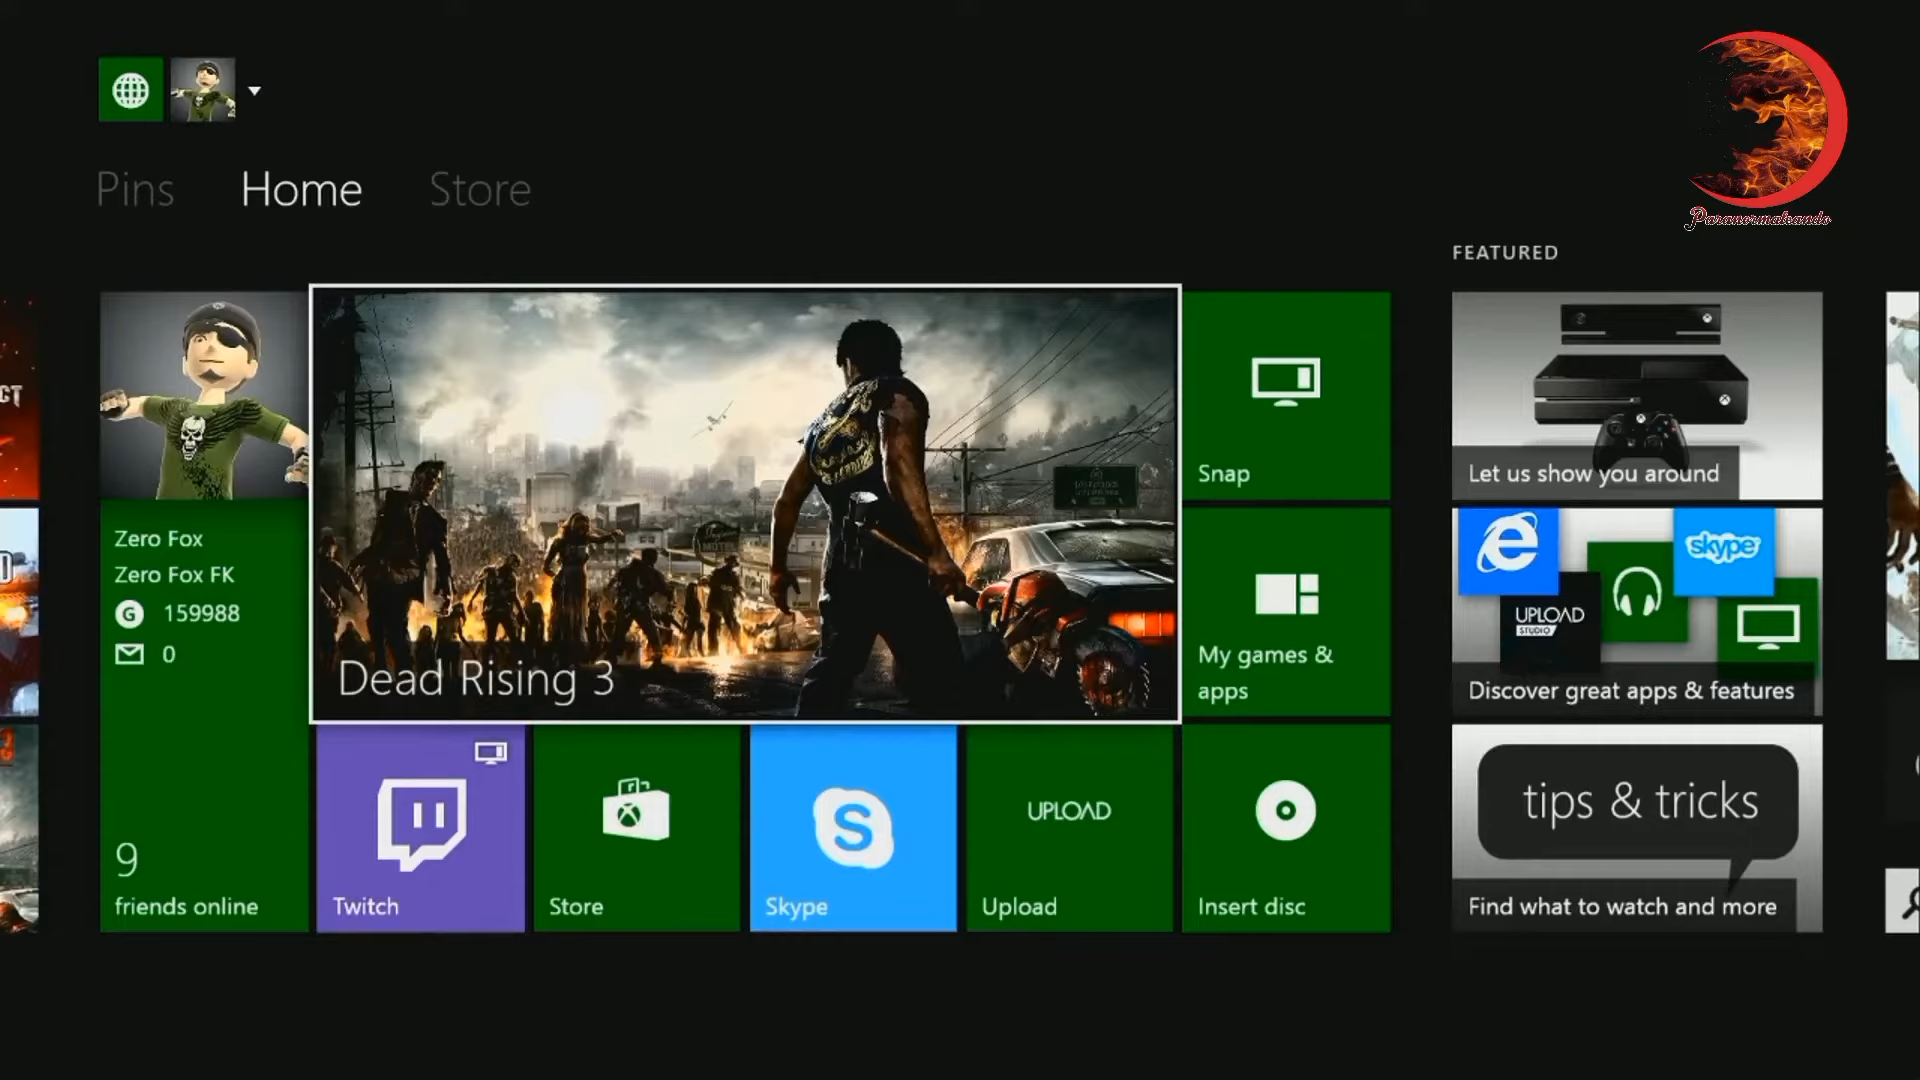 Paranormaleando
Pins
Home
Store
FEATURED
CT
Zero Fox
Zero Fox FK
G 159988
0
9
friends online
Dead Rising 3
Snap
My games &
apps
Twitch
Store
S
Skype
UPLOAD
Upload
Insert disc
Let us show you around
skype
UPLOAD
STUDIO
Discover great apps & features
tips & tricks
Find what to watch and more